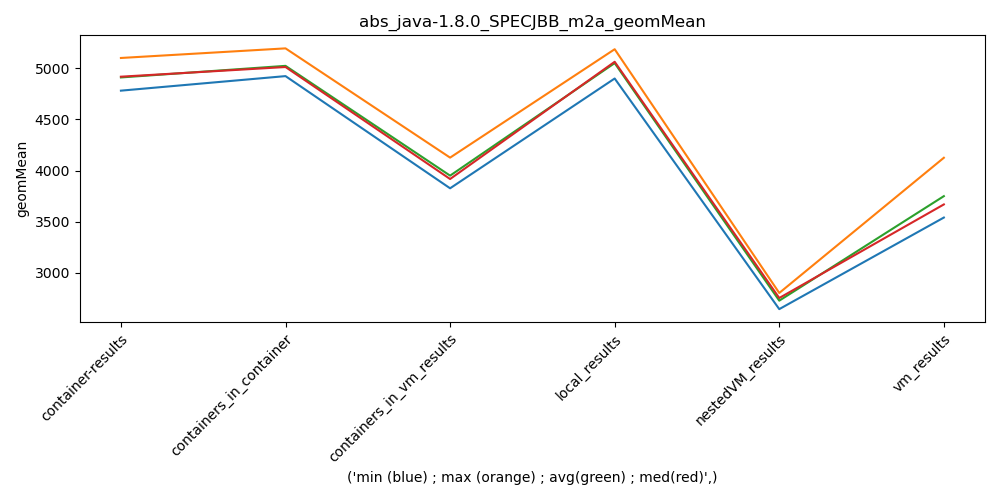 abs_java-1.8.0_SPECJBB_m2a_geomMean
geomMean
5000
4500
4000
3500
3000
container-results
containers_in_container
containers_in_vm_results
local_results
nestedVM_results
vm_results
('min (blue) ; max (orange) ; avg(green) ; med(red)',)